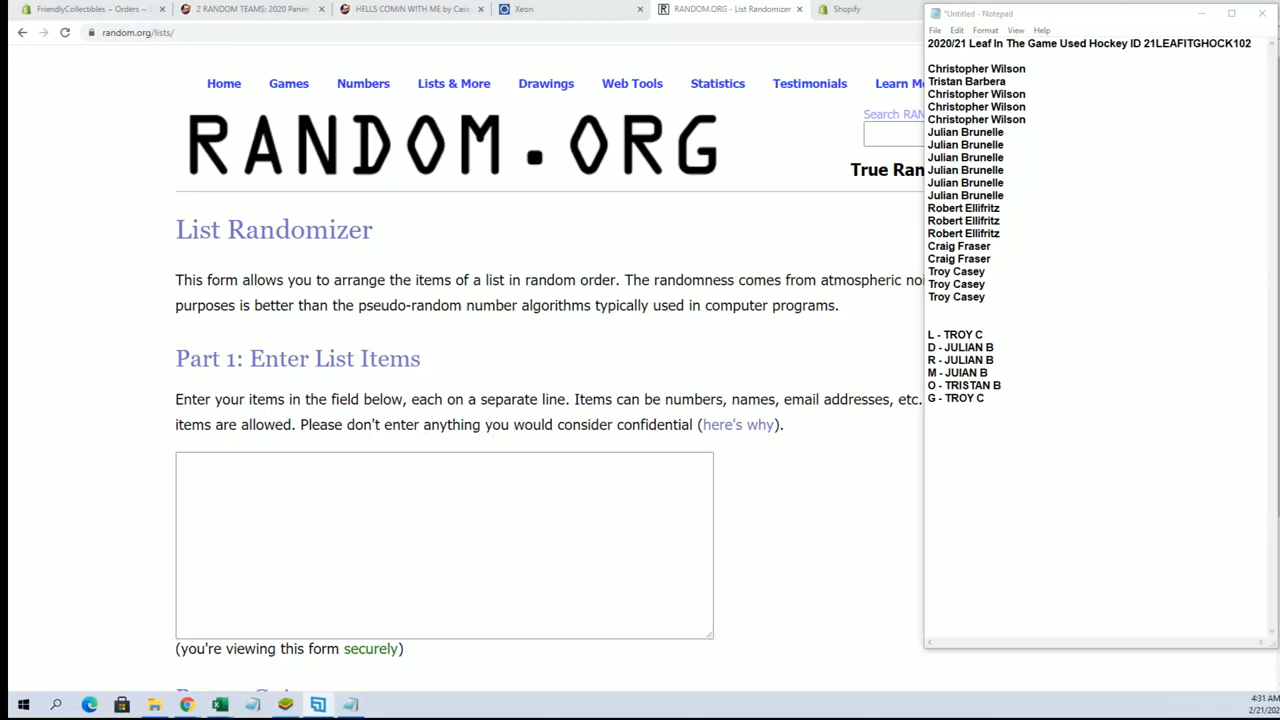 FriendlyCollectibles ~ Orders ~
2 RANDOM TEAMS: 2020 Panini
HELLS COMIN WITH ME by Case
Xeon
RANDOM.ORG - List Randomizer
Shopify
random.org/lists/
Home Games Numbers Lists & More Drawings Web Tools Statistics Testimonials Learn Mo
RANDOM.ORG
Search RAN
True Ran
List Randomizer
This form allows you to arrange the items of a list in random order. The randomness comes from atmospheric noi
purposes is better than the pseudo-random number algorithms typically used in computer programs.
Part 1: Enter List Items
Enter your items in the field below, each on a separate line. Items can be numbers, names, email addresses, etc.
items are allowed. Please don't enter anything you would consider confidential (here's why).
(you're viewing this form securely)
*Untitled - Notepad
File Edit Format View Help
2020/21 Leaf In The Game Used Hockey ID 21LEAFITGHOCK102
Christopher Wilson
Tristan Barbera
Christopher Wilson
Christopher Wilson
Christopher Wilson
Julian Brunelle
Julian Brunelle
Julian Brunelle
Julian Brunelle
Julian Brunelle
Julian Brunelle
Robert Ellifritz
Robert Ellifritz
Robert Ellifritz
Craig Fraser
Craig Fraser
Troy Casey
Troy Casey
Troy Casey
L - TROY C
D - JULIAN B
R - JULIAN B
M - JUIAN B
O - TRISTAN B
G - TROY C
4:31 AM
2/21/202